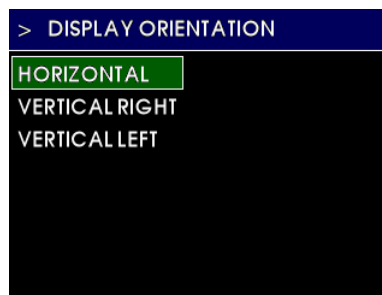 > DISPLAY ORIENTATION
HORIZONTAL
VERTICAL RIGHT
VERTICAL LEFT